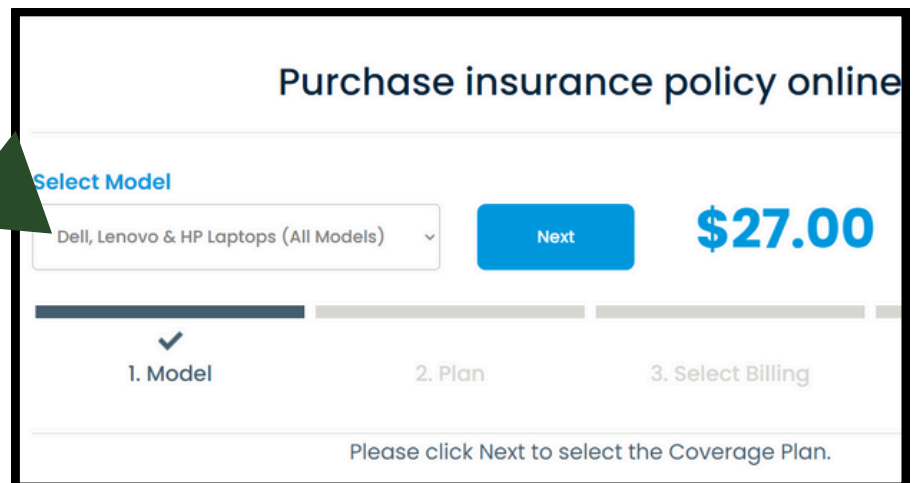 Purchase insurance policy online
Select Model
Dell, Lenovo & HP Laptops (All Models)
Next
$27.00
1. Model
2. Plan
3. Select Billing
Please click Next to select the Coverage Plan.